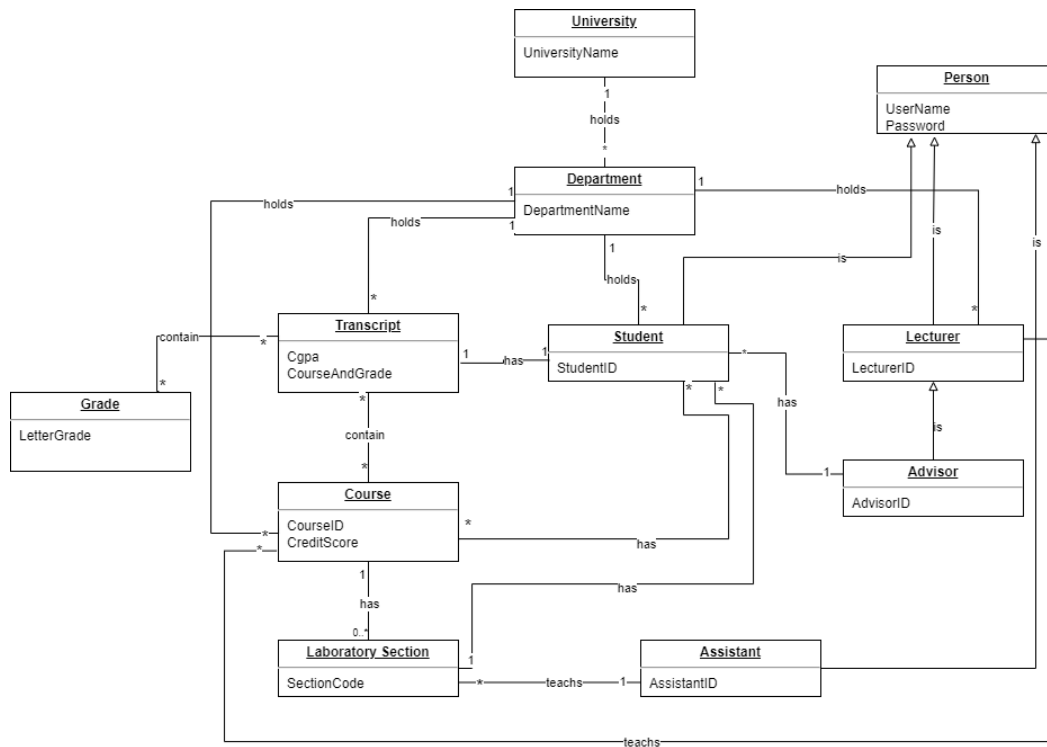 University
UniversityName
1
holds
*
Person
UserName
Password
Department
DepartmentName
1
1
1
1
holds
holds
holds
holds
is
is
is
*
*
*
*
Transcript
Cgpa
CourseAndGrade
contain
*
*
1
has
1
Student
StudentID
*
*
*
Lecturer
LecturerID
is
Grade
LetterGrade
*
contain
*
has
1
Advisor
AdvisorID
Course
CourseID
CreditScore
*
*
*
has
1
has
0..*
has
Laboratory Section
SectionCode
1
*
teachs
1
Assistant
AssistantID
teachs